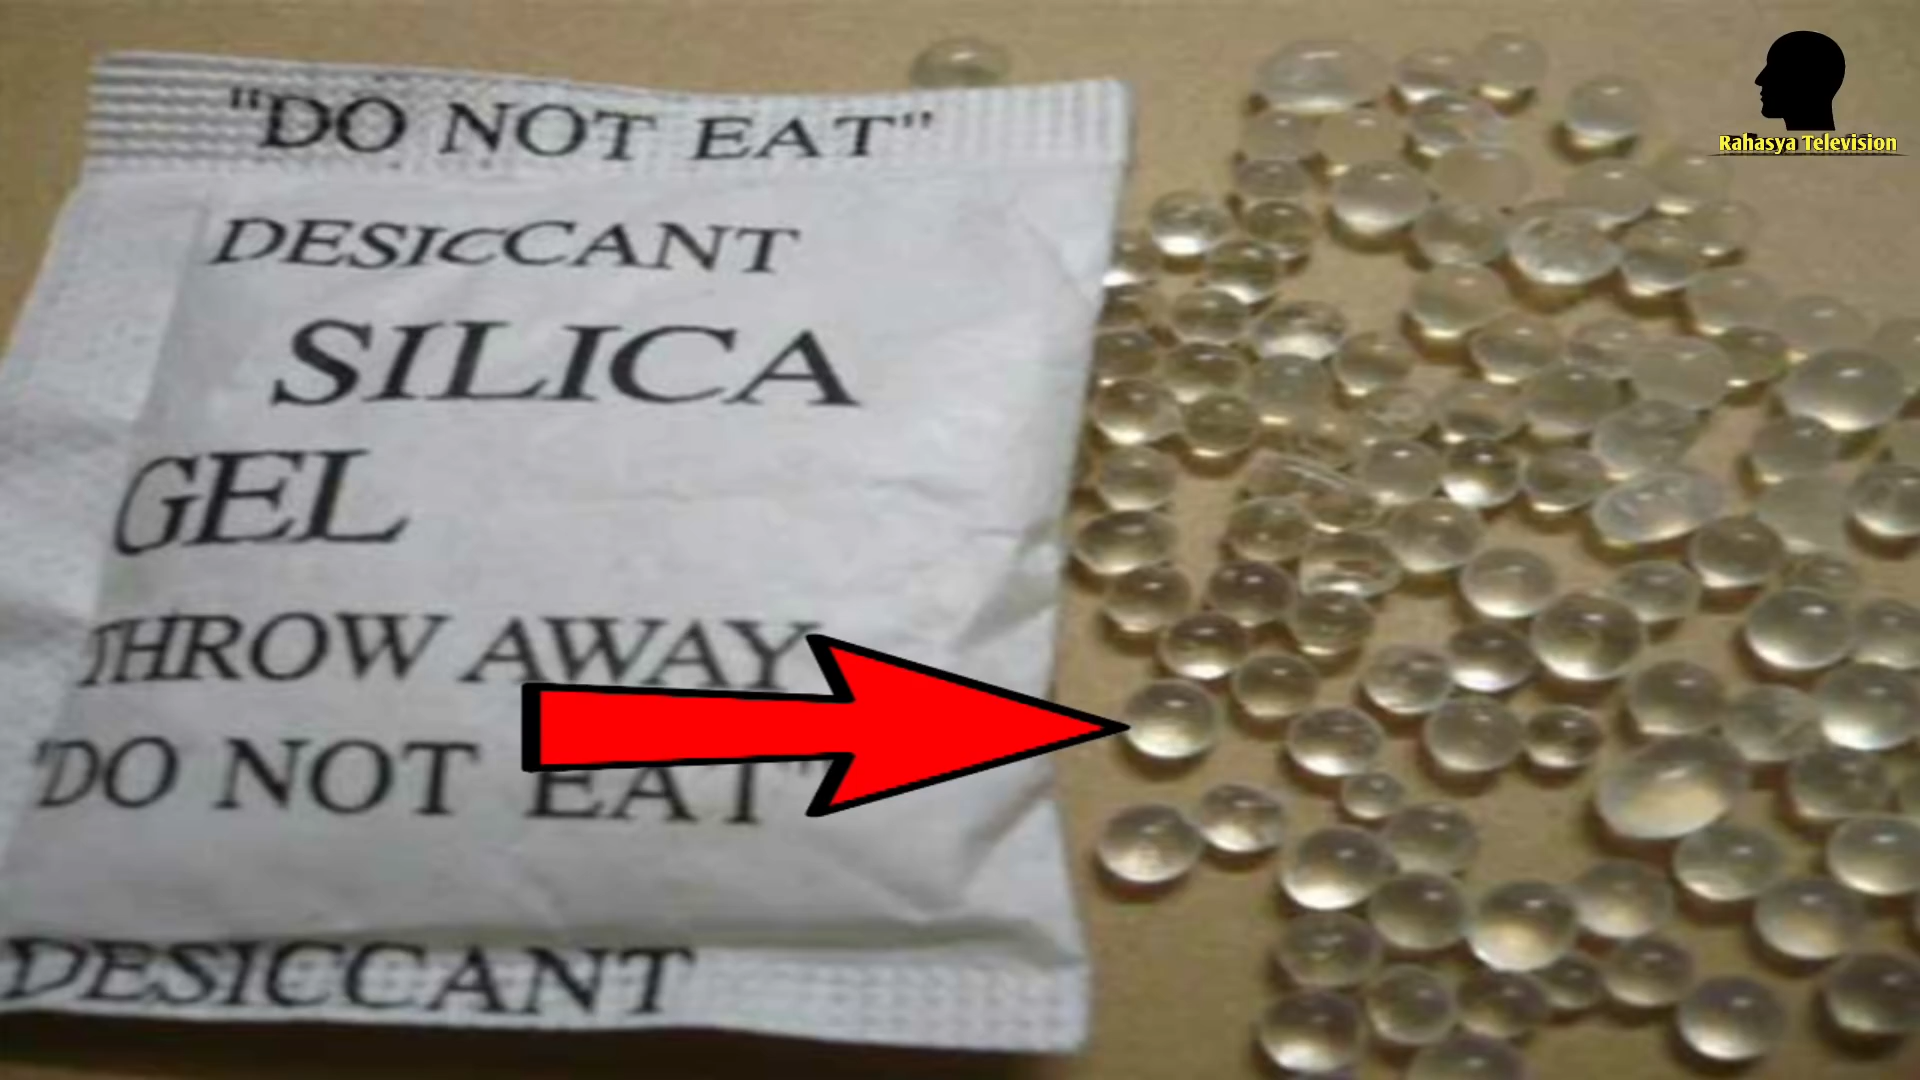 "DO NOT EAT"
DESICCANT
SILICA
GEL
THROW AWAY
"DO NOT EAT"
DESICCANT
Rahasya Television